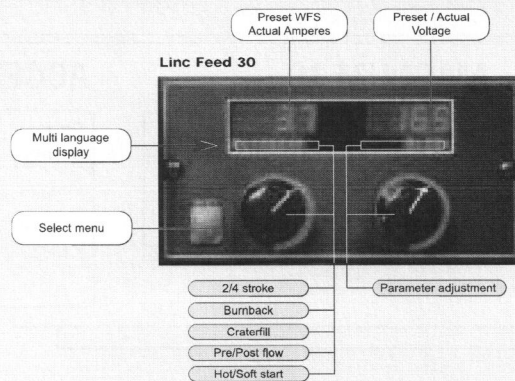 Preset WFS
Actual Amperes
Preset / Actual
Voltage
Linc Feed 30
Multi language
display
Select menu
2/4 stroke
Burnback
Craterfill
Pre/Post flow
Hot/Soft start
Parameter adjustment